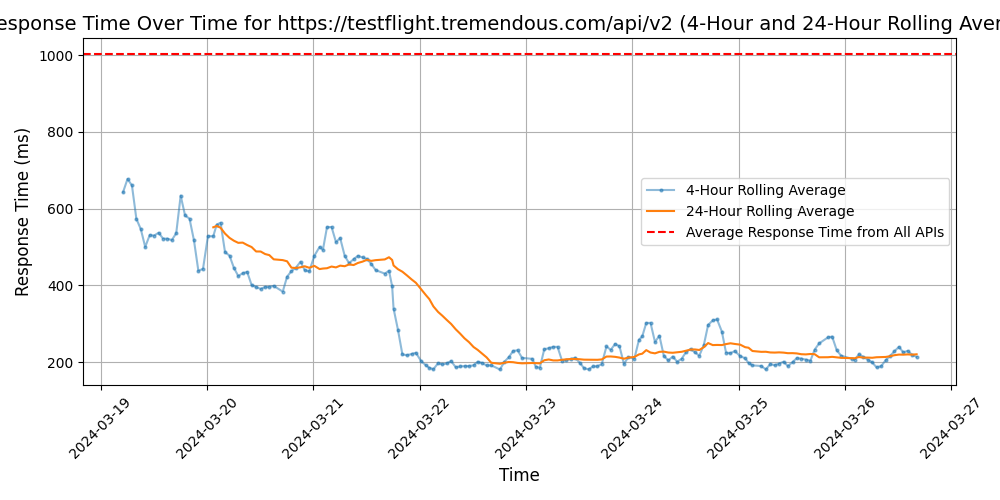 esponse Time Over Time for https://testflight.tremendous.com/api/v2 (4-Hour and 24-Hour Rolling Aver
Response Time (ms)
1000
800
600
400
200
4-Hour Rolling Average
24-Hour Rolling Average
Average Response Time from All APIs
2024-03-19
2024-03-20
2024-03-21
2024-03-22
2024-03-23
2024-03-24
2024-03-25
2024-03-26
2024-03-27
Time